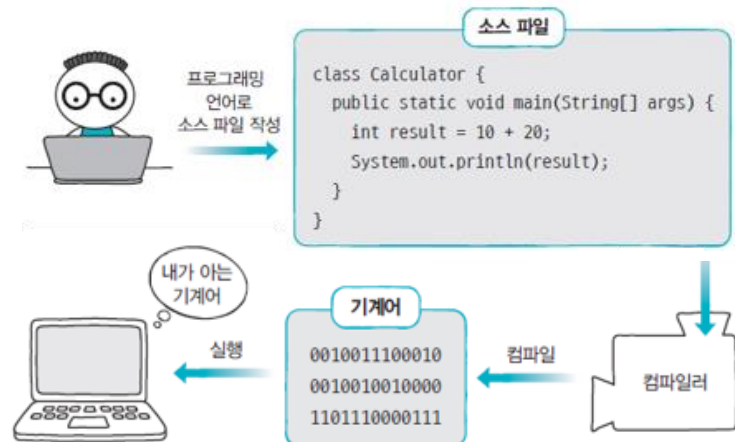 소스 파일
프로그래밍
언어로
소스 파일 작성
class Calculator {
  public static void main(String[] args) {
    int result = 10 + 20;
    System.out.println(result);
  }
}
컴파일러
컴파일
기계어
0010011100010
0010010010000
1101110000111
실행
내가 아는
기계어